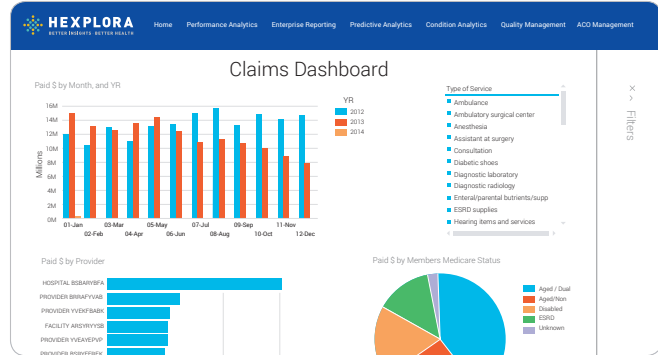 HEXPLORA
BETTER INSIGHTS BETTER HEALTH
Home Performance Analytics Enterprise Reporting Predictive Analytics Condition Analytics Quality Management ACO Management
Claims Dashboard
Paid $ by Month, and YR
YR
2012
2013
2014
16M
14M
12M
10M
8M
6M
4M
2M
0M
Millions
01-Jan 03-Mar 05-May 07-Jul 09-Sep 11-Nov
02-Feb 04-Apr 06-Jun 08-Aug 10-Oct 12-Dec
Type of Service
Ambulance
Ambulatory surgical center
Anesthesia
Assistant at surgery
Consultation
Diabetic shoes
Diagnostic laboratory
Diagnostic radiology
Enteral/parental butrients/supp
ESRD supplies
Hearing items and services
Filters
Paid $ by Provider
HOSPITAL BSBARYBFA
PROVIDER BRRAFYVAB
PROVIDER YVEKFBABK
FACILITY ARSYRYYSB
PROVIDER YVEAYEPVP
Paid $ by Members Medicare Status
Aged / Dual
Aged/Non
Disabled
ESRD
Unknown